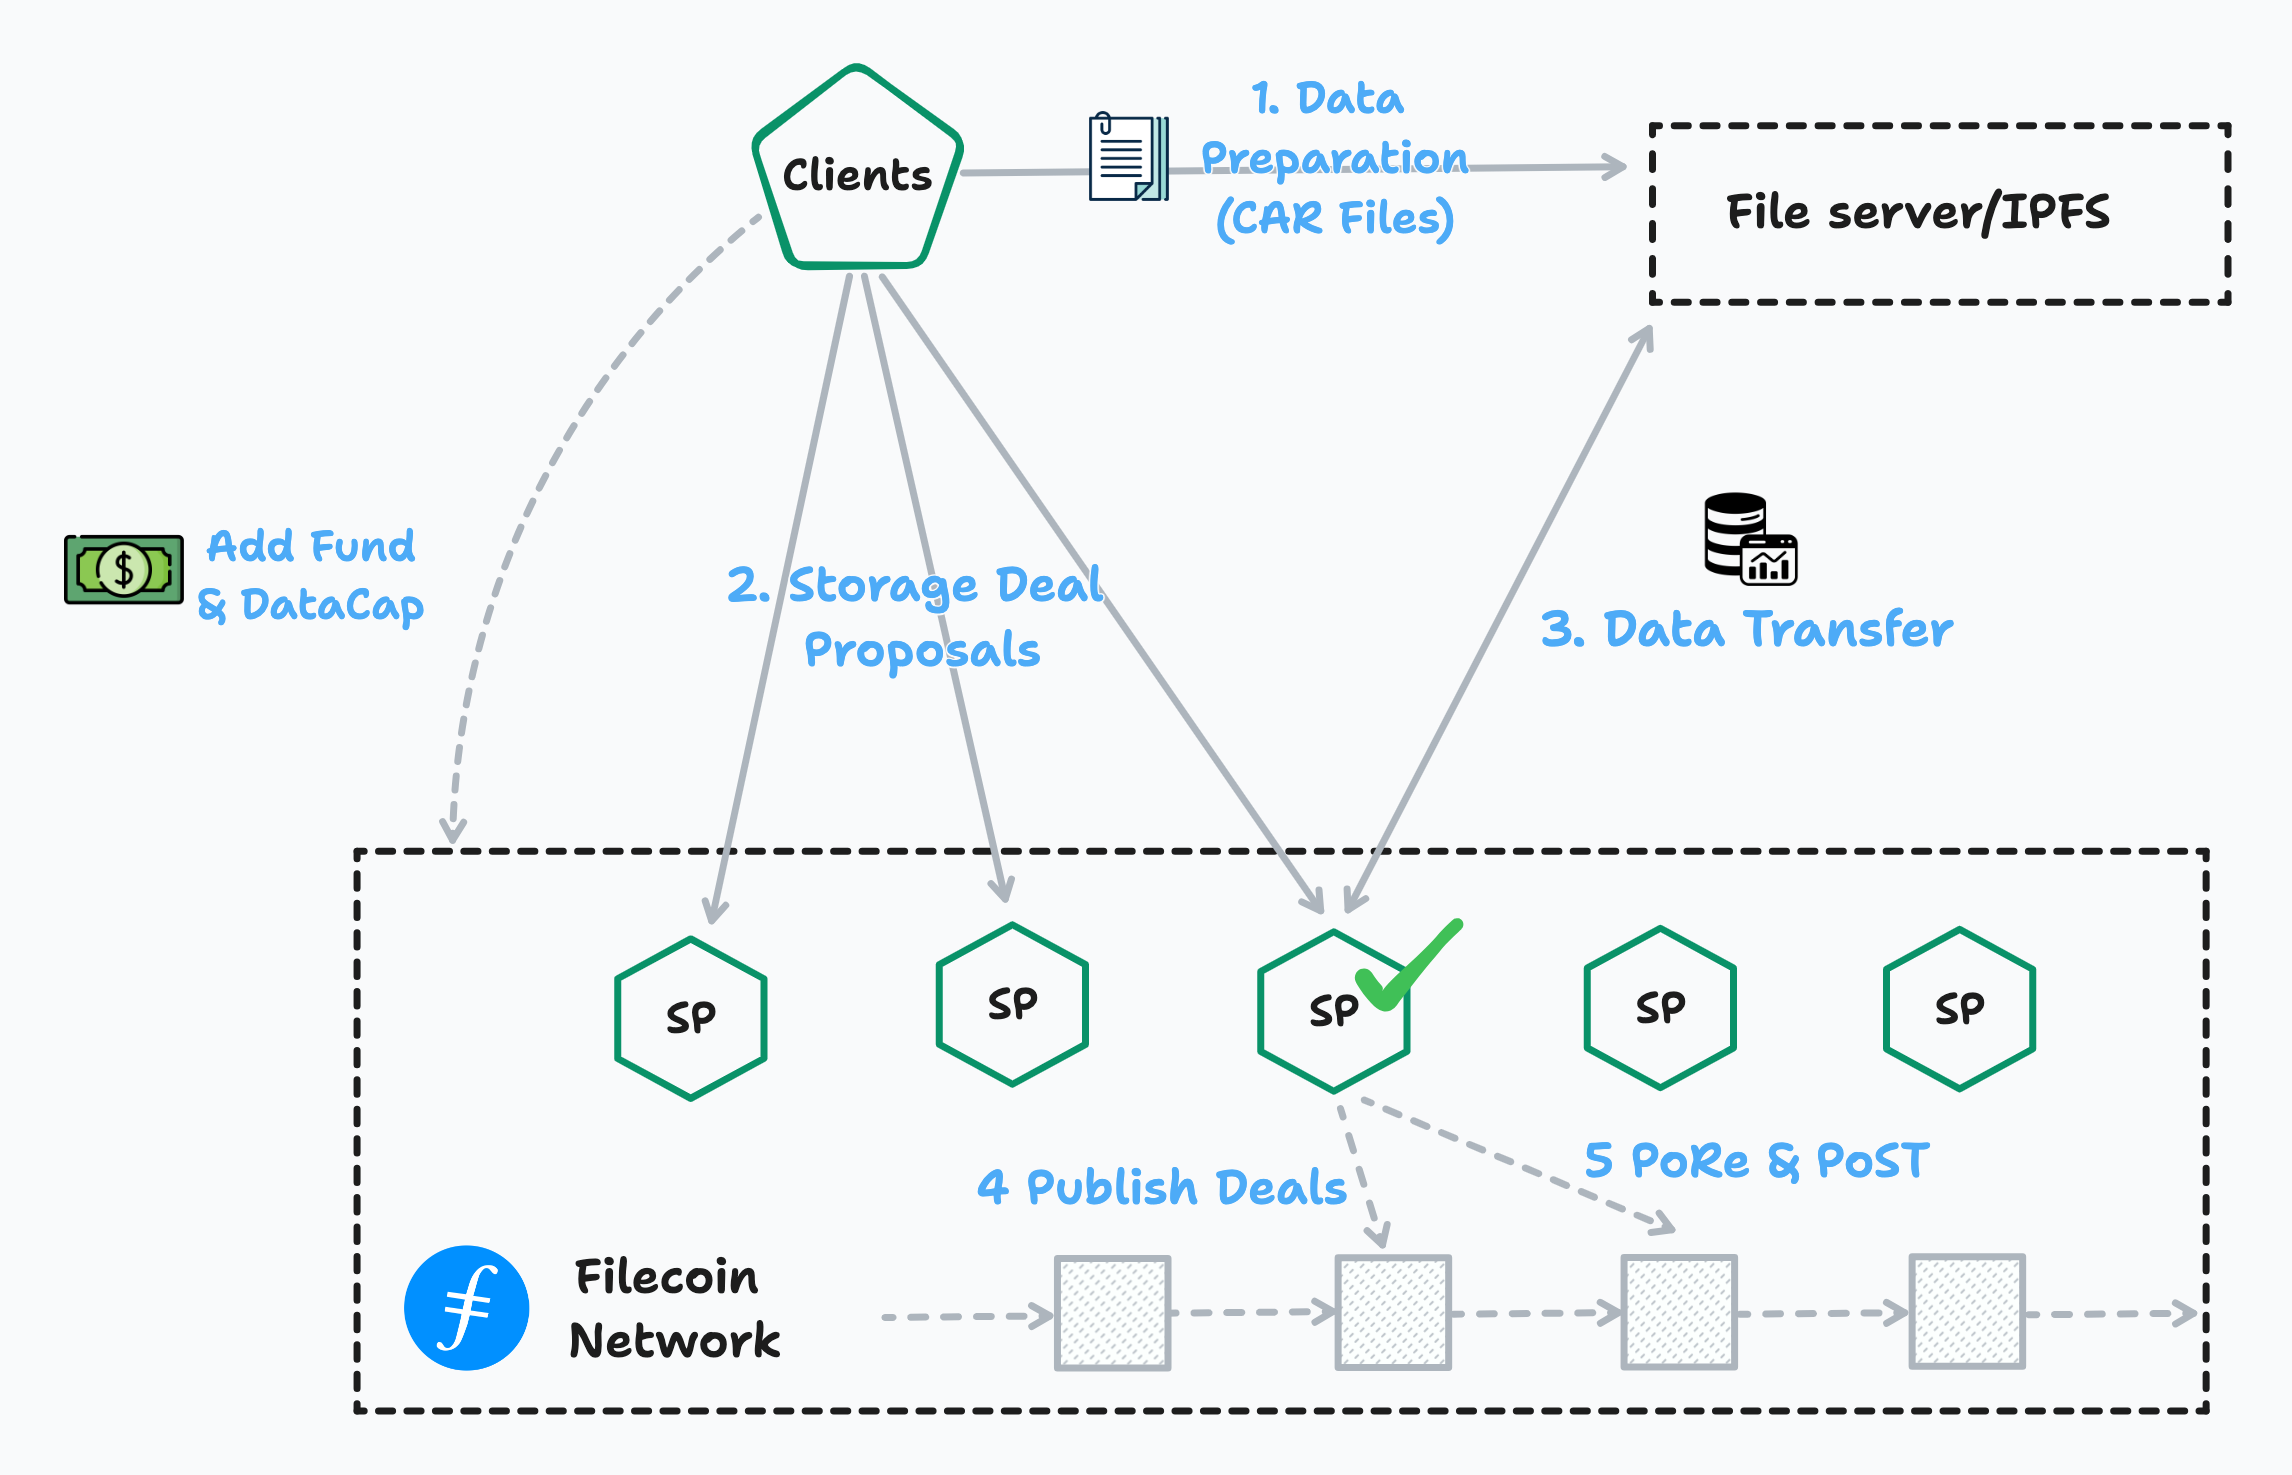 Clients
1. Data
Preparation
(CAR Files)
File server/IPFS
$
Add Fund
& DataCap
2. Storage Deal
Proposals
3. Data Transfer
SP
SP
SP
SP
SP
4 Publish Deals
5 PoRe & PoST
Filecoin
Network